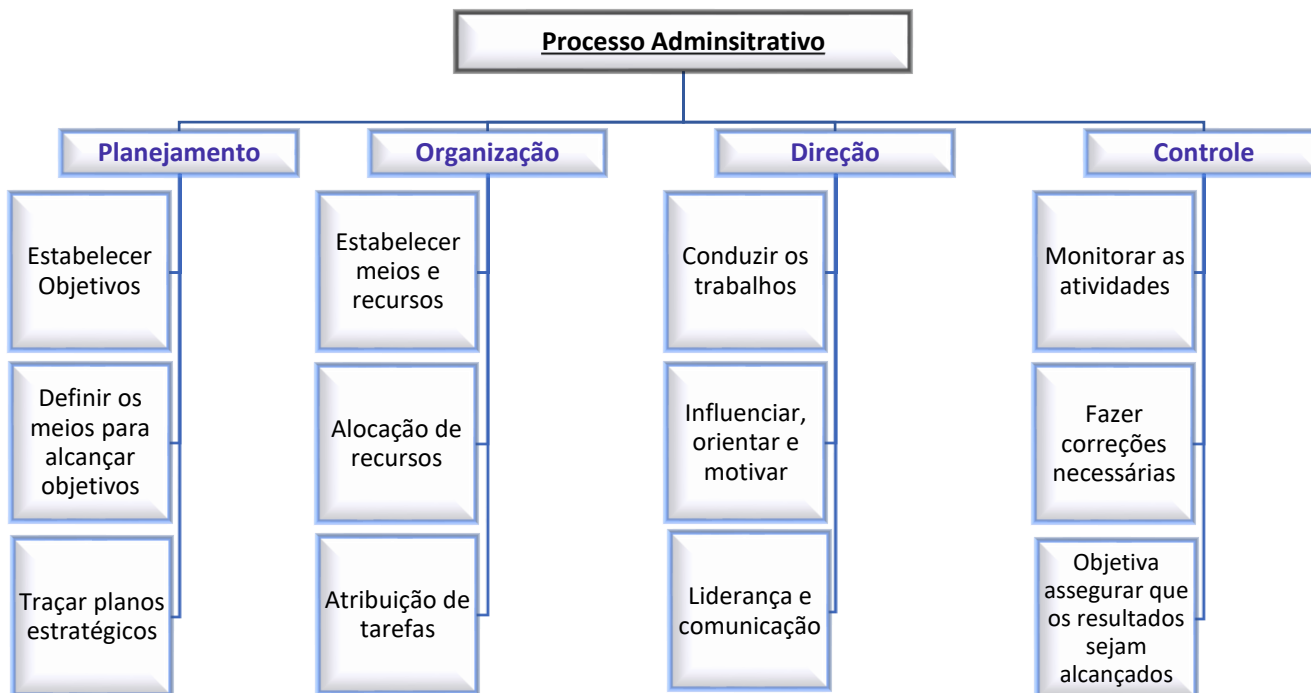 Processo Adminsitrativo
Planejamento
Estabelecer
Objetivos
Definir os
meios para
alcançar
objetivos
Traçar planos
estratégicos
Organização
Estabelecer
meios e
recursos
Alocação de
recursos
Atribuição de
tarefas
Direção
Conduzir os
trabalhos
Influenciar,
orientar e
motivar
Liderança e
comunicação
Controle
Monitorar as
atividades
Fazer
correções
necessárias
Objetiva
assegurar que
os resultados
sejam
alcançados